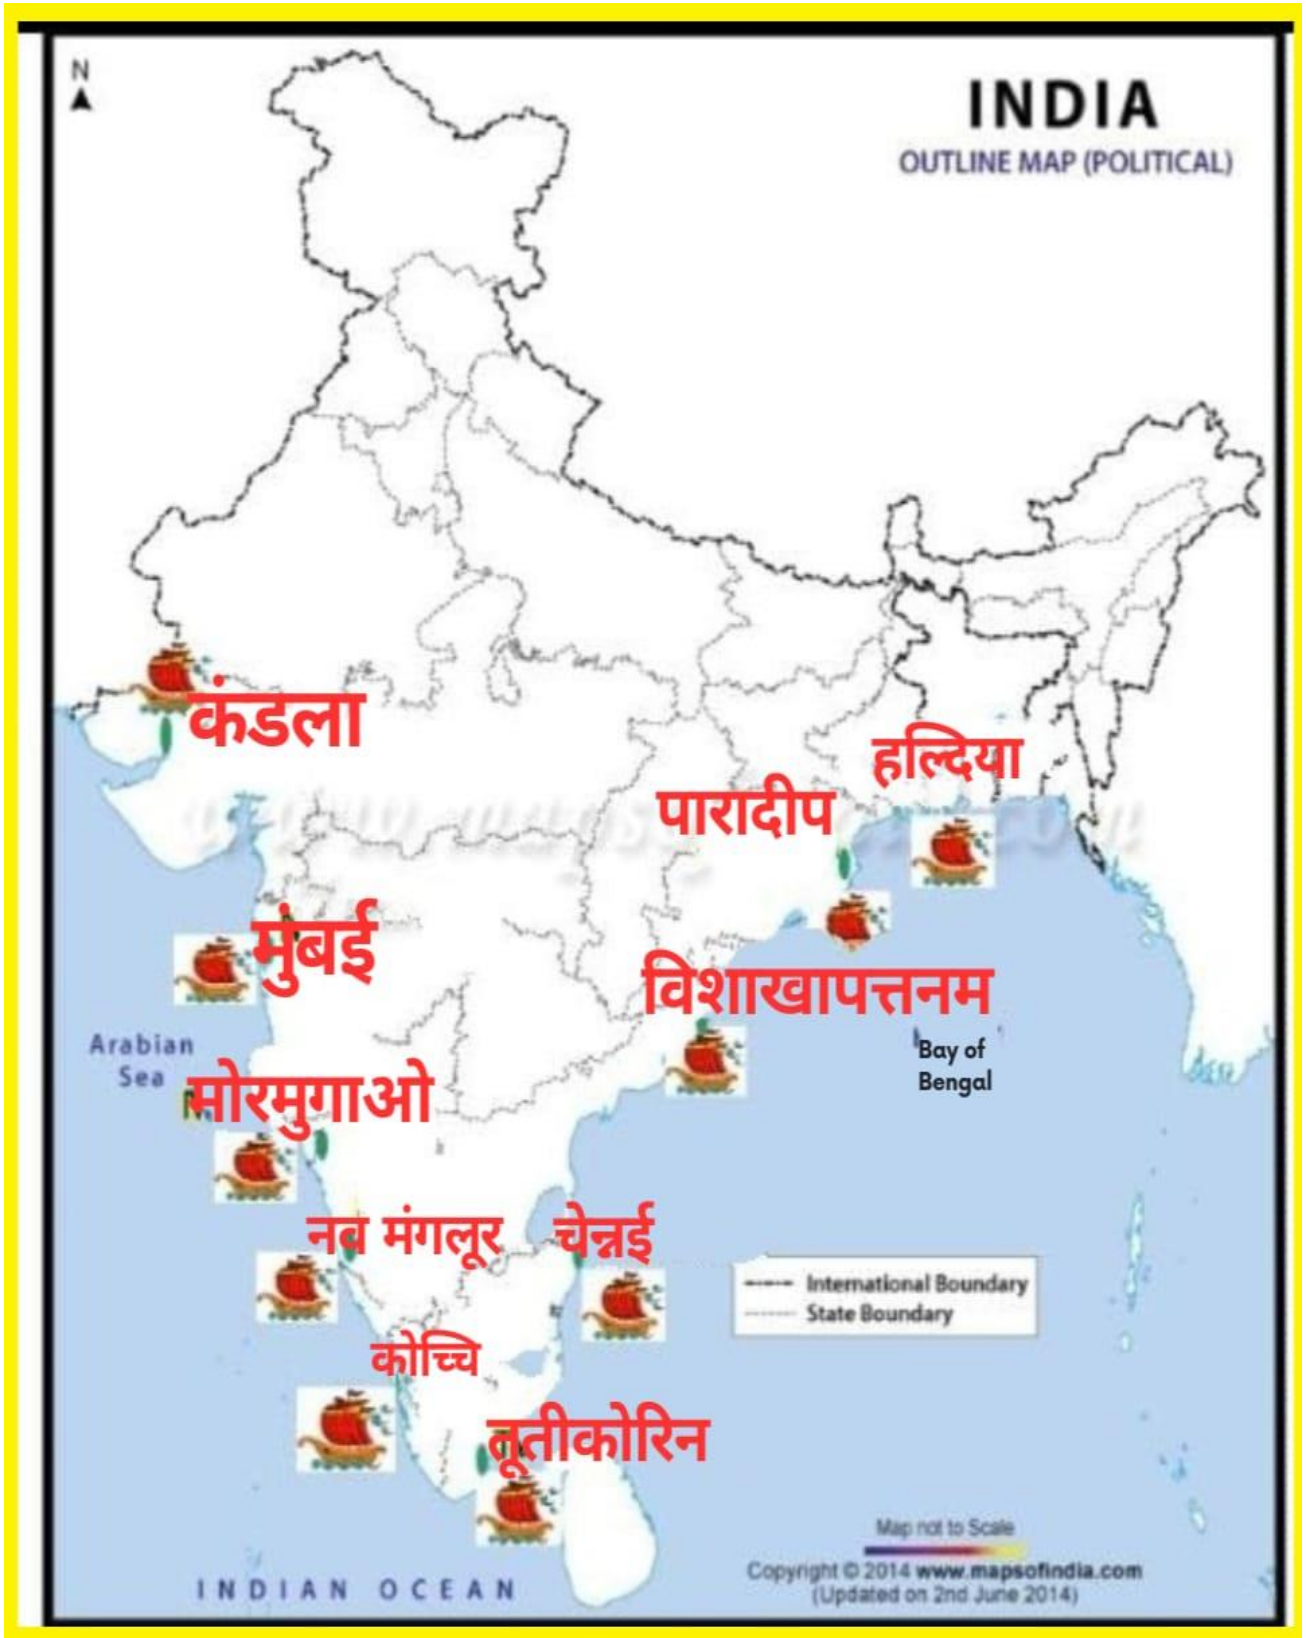 N
INDIA
OUTLINE MAP (POLITICAL)
कंडला
हल्दिया
पारादीप
मुंबई
विशाखापत्तनम
Arabian
Sea
Bay of
Bengal
मोरमुगाओ
नव मंगलूर
चेन्नई
International Boundary
State Boundary
कोच्चि
तूतीकोरिन
Map not to Scale
Copyright © 2014 www.mapsofindia.com
(Updated on 2nd June 2014)
INDIAN OCEAN